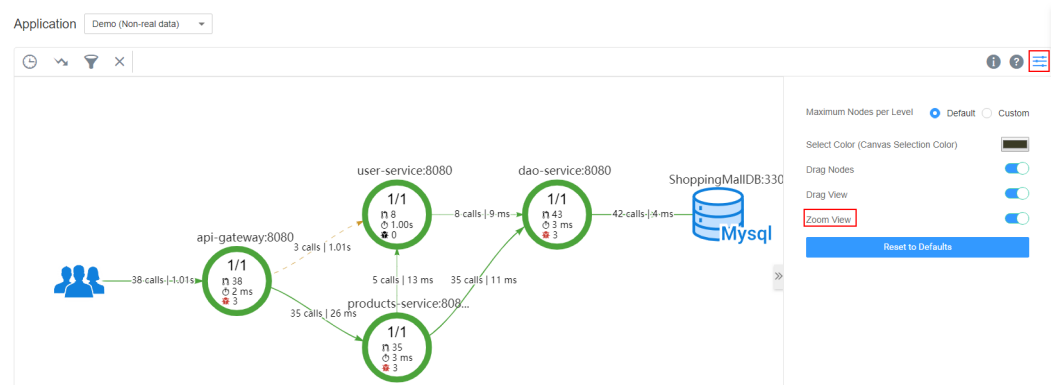 Application Demo (Non-real data)
Maximum Nodes per Level Default Custom
Select Color (Canvas Selection Color)
Drag Nodes
Drag View
Zoom View
Reset to Defaults
user-service:8080
1/1
8
1.00s
0
dao-service:8080
1/1
43
3 ms
3
ShoppingMallDB:330
Mysql
8 calls | 9 ms
42 calls | 4 ms
api-gateway:8080
1/1
38
2 ms
3
3 calls | 1.01s
38 calls | 1.01s
5 calls | 13 ms
35 calls | 11 ms
35 calls | 26 ms
products-service:808...
1/1
35
3 ms
3